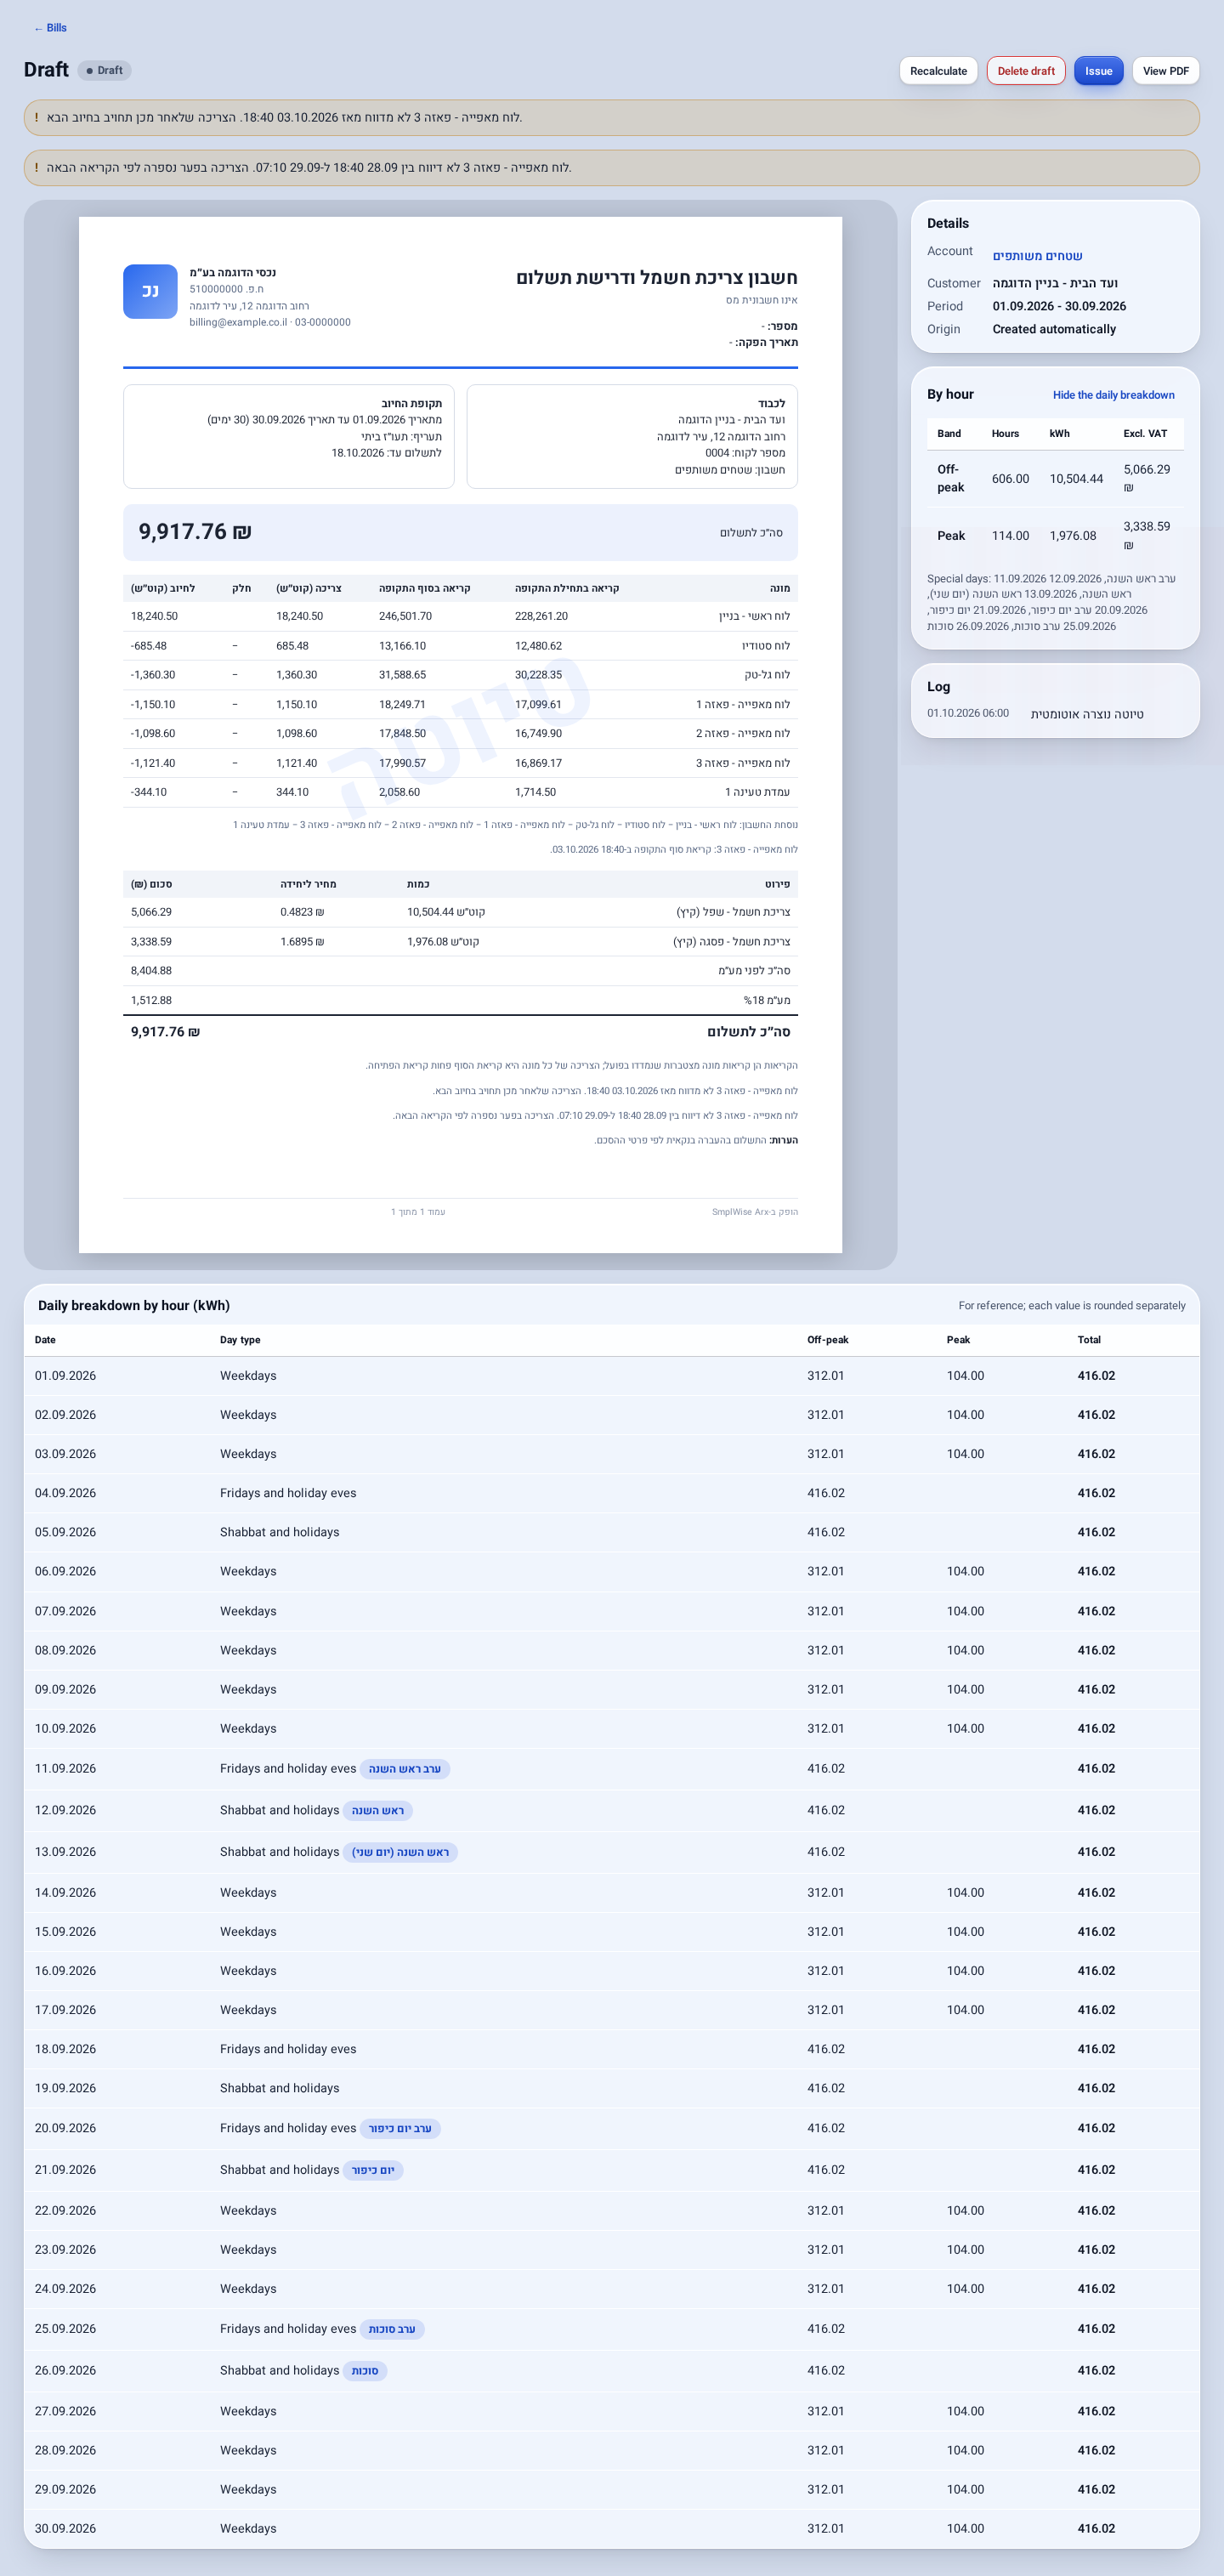 ← Bills
Draft
Draft
Recalculate
Delete draft
Issue
View PDF
! לוח מאפייה - פאזה 3 לא מדווח מאז 03.10.2026 18:40. הצריכה שלאחר מכן תחויב בחיוב הבא.
! לוח מאפייה - פאזה 3 לא דיווח בין 28.09 18:40 ל-29.09 07:10. הצריכה בפער נספרה לפי הקריאה הבאה.
חשבון צריכת חשמל ודרישת תשלום
אינו חשבונית מס
מספר: -
תאריך הפקה: -
נכ
נכסי הדוגמה בע״מ
ח.פ. 510000000
רחוב הדוגמה 12, עיר לדוגמה
billing@example.co.il · 03-0000000
לכבוד
ועד הבית - בניין הדוגמה
רחוב הדוגמה 12, עיר לדוגמה
מספר לקוח: 0004
חשבון: שטחים משותפים
תקופת החיוב
מתאריך 01.09.2026 עד תאריך 30.09.2026 (30 ימים)
תעריף: תעו״ז ביתי
לתשלום עד: 18.10.2026
סה״כ לתשלום 9,917.76 ₪
מונה קריאה בתחילת התקופה קריאה בסוף התקופה צריכה (קוט״ש) חלק לחיוב (קוט״ש)
לוח ראשי - בניין 228,261.20 246,501.70 18,240.50 18,240.50
לוח סטודיו 12,480.62 13,166.10 685.48 − -685.48
לוח גל-טק 30,228.35 31,588.65 1,360.30 − -1,360.30
לוח מאפייה - פאזה 1 17,099.61 18,249.71 1,150.10 − -1,150.10
לוח מאפייה - פאזה 2 16,749.90 17,848.50 1,098.60 − -1,098.60
לוח מאפייה - פאזה 3 16,869.17 17,990.57 1,121.40 − -1,121.40
עמדת טעינה 1 1,714.50 2,058.60 344.10 − -344.10
טיוטה
נוסחת החשבון: לוח ראשי - בניין − לוח סטודיו − לוח גל-טק − לוח מאפייה - פאזה 1 − לוח מאפייה - פאזה 2 − לוח מאפייה - פאזה 3 − עמדת טעינה 1
לוח מאפייה - פאזה 3: קריאת סוף התקופה ב-18:40 03.10.2026.
פירוט כמות מחיר ליחידה סכום (₪)
צריכת חשמל - שפל (קיץ) 10,504.44 קוט״ש 0.4823 ₪ 5,066.29
צריכת חשמל - פסגה (קיץ) 1,976.08 קוט״ש 1.6895 ₪ 3,338.59
סה״כ לפני מע״מ 8,404.88
מע״מ 18% 1,512.88
סה״כ לתשלום 9,917.76 ₪
הקריאות הן קריאות מונה מצטברות שנמדדו בפועל; הצריכה של כל מונה היא קריאת הסוף פחות קריאת הפתיחה.
לוח מאפייה - פאזה 3 לא מדווח מאז 03.10.2026 18:40. הצריכה שלאחר מכן תחויב בחיוב הבא.
לוח מאפייה - פאזה 3 לא דיווח בין 28.09 18:40 ל-29.09 07:10. הצריכה בפער נספרה לפי הקריאה הבאה.
הערות: התשלום בהעברה בנקאית לפי פרטי ההסכם.
הופק ב-SmplWise Arx עמוד 1 מתוך 1
Details
Account שטחים משותפים
Customer ועד הבית - בניין הדוגמה
Period 01.09.2026 - 30.09.2026
Origin Created automatically
By hour Hide the daily breakdown
Band Hours kWh Excl. VAT
Off-peak 606.00 10,504.44 5,066.29 ₪
Peak 114.00 1,976.08 3,338.59 ₪
Special days: 11.09.2026 ערב ראש השנה, 12.09.2026
ראש השנה, 13.09.2026 ראש השנה (יום שני),
20.09.2026 ערב יום כיפור, 21.09.2026 יום כיפור,
25.09.2026 ערב סוכות, 26.09.2026 סוכות
Log
01.10.2026 06:00 טיוטה נוצרה אוטומטית
Daily breakdown by hour (kWh) For reference; each value is rounded separately
Date Day type Off-peak Peak Total
01.09.2026 Weekdays 312.01 104.00 416.02
02.09.2026 Weekdays 312.01 104.00 416.02
03.09.2026 Weekdays 312.01 104.00 416.02
04.09.2026 Fridays and holiday eves 416.02 416.02
05.09.2026 Shabbat and holidays 416.02 416.02
06.09.2026 Weekdays 312.01 104.00 416.02
07.09.2026 Weekdays 312.01 104.00 416.02
08.09.2026 Weekdays 312.01 104.00 416.02
09.09.2026 Weekdays 312.01 104.00 416.02
10.09.2026 Weekdays 312.01 104.00 416.02
11.09.2026 Fridays and holiday eves ערב ראש השנה 416.02 416.02
12.09.2026 Shabbat and holidays ראש השנה 416.02 416.02
13.09.2026 Shabbat and holidays ראש השנה (יום שני) 416.02 416.02
14.09.2026 Weekdays 312.01 104.00 416.02
15.09.2026 Weekdays 312.01 104.00 416.02
16.09.2026 Weekdays 312.01 104.00 416.02
17.09.2026 Weekdays 312.01 104.00 416.02
18.09.2026 Fridays and holiday eves 416.02 416.02
19.09.2026 Shabbat and holidays 416.02 416.02
20.09.2026 Fridays and holiday eves ערב יום כיפור 416.02 416.02
21.09.2026 Shabbat and holidays יום כיפור 416.02 416.02
22.09.2026 Weekdays 312.01 104.00 416.02
23.09.2026 Weekdays 312.01 104.00 416.02
24.09.2026 Weekdays 312.01 104.00 416.02
25.09.2026 Fridays and holiday eves ערב סוכות 416.02 416.02
26.09.2026 Shabbat and holidays סוכות 416.02 416.02
27.09.2026 Weekdays 312.01 104.00 416.02
28.09.2026 Weekdays 312.01 104.00 416.02
29.09.2026 Weekdays 312.01 104.00 416.02
30.09.2026 Weekdays 312.01 104.00 416.02